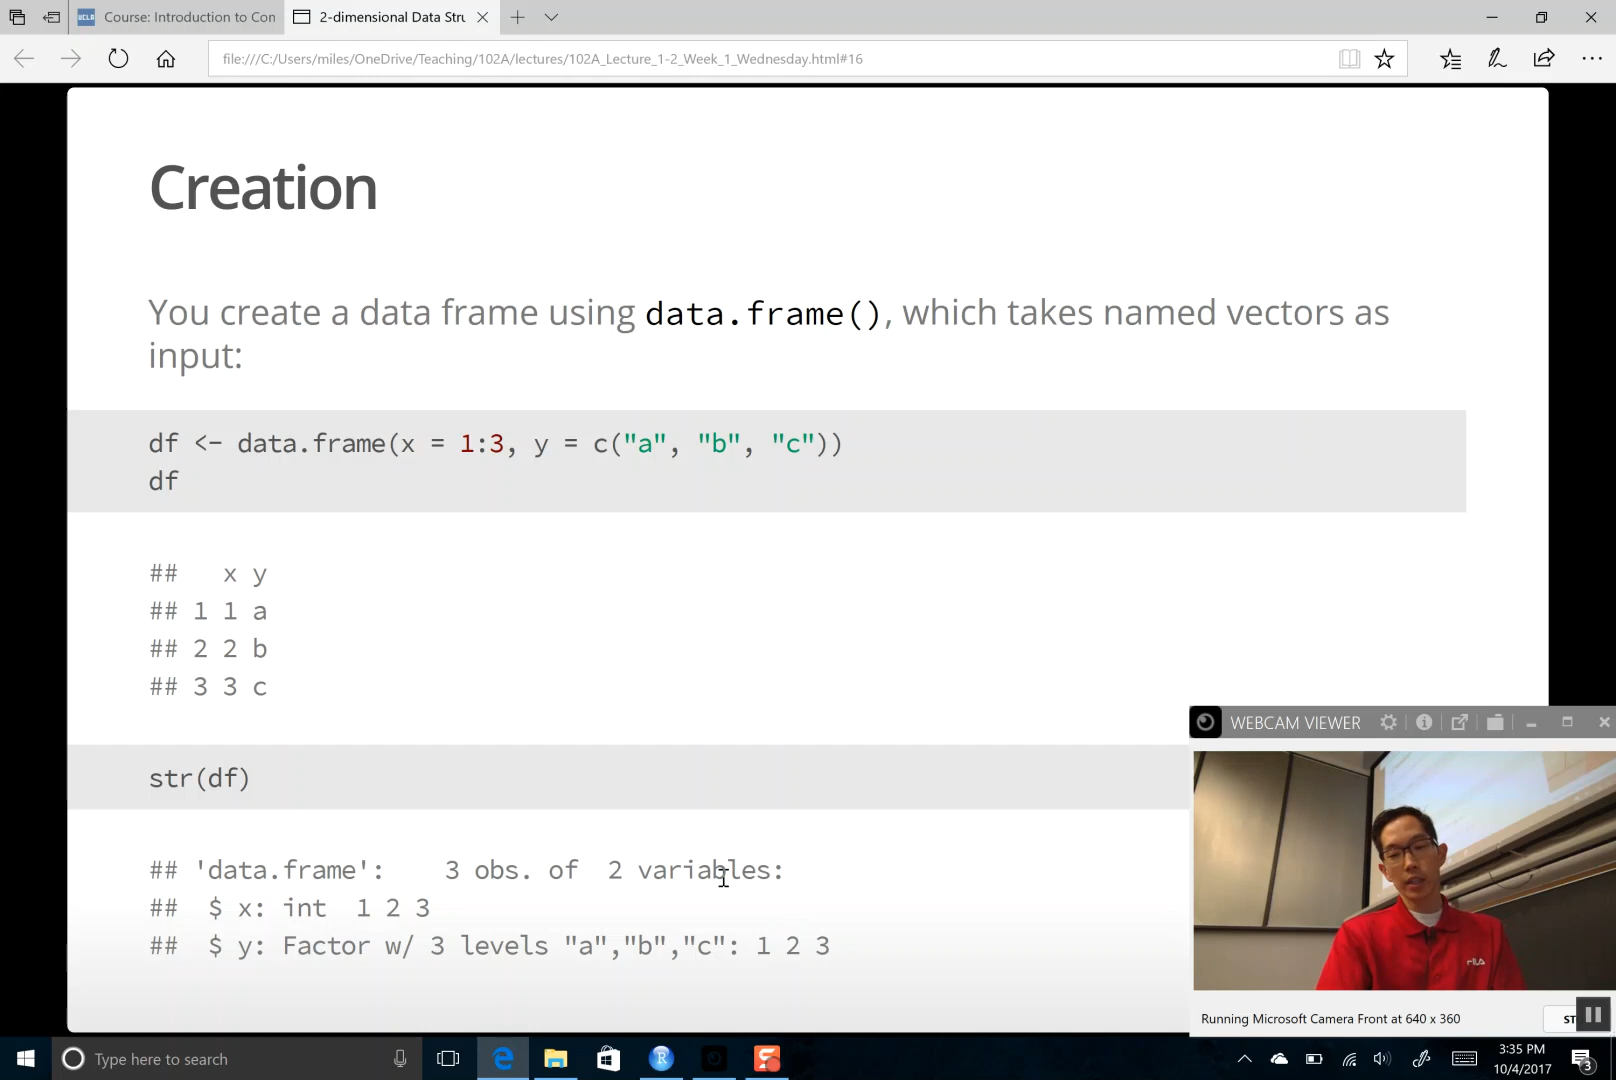 Course: Introduction to Con
2-dimensional Data Stru
file:///C:/Users/miles/OneDrive/Teaching/102A/lectures/102A_Lecture_1-2_Week_1_Wednesday.html#16
Creation
You create a data frame using data.frame(), which takes named vectors as
input:
df <- data.frame(x = 1:3, y = c("a", "b", "c"))
df
##   x y
## 1 1 a
## 2 2 b
## 3 3 c
str(df)
## 'data.frame':    3 obs. of  2 variables:
##  $ x: int  1 2 3
##  $ y: Factor w/ 3 levels "a","b","c": 1 2 3
WEBCAM VIEWER
FILA
Running Microsoft Camera Front at 640 x 360
ST
Type here to search
3:35 PM
10/4/2017
3